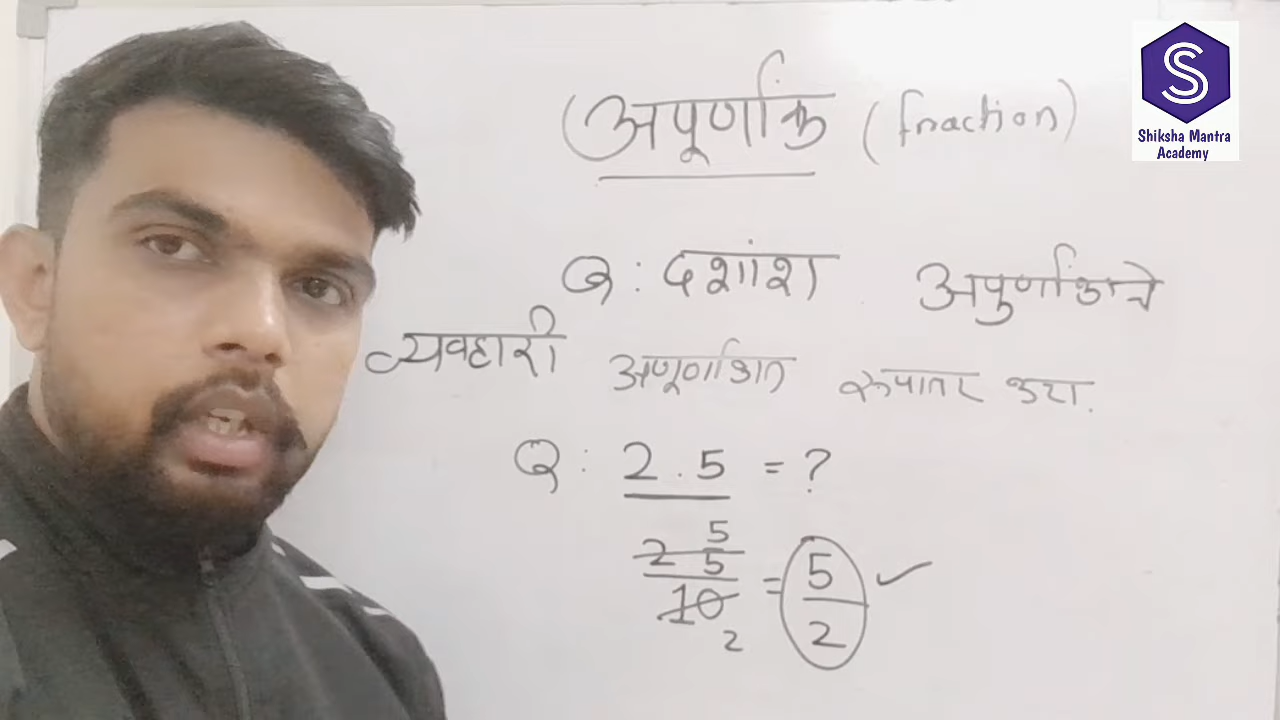 (अपूर्णांक (fraction)
Shiksha Mantra
Academy
Q : दशांश अपुर्णांकाचे
व्यवहारी अपूर्णांकात रूपातर करा.
Q : 2.5 = ?
5
25
10
2
= 5
2